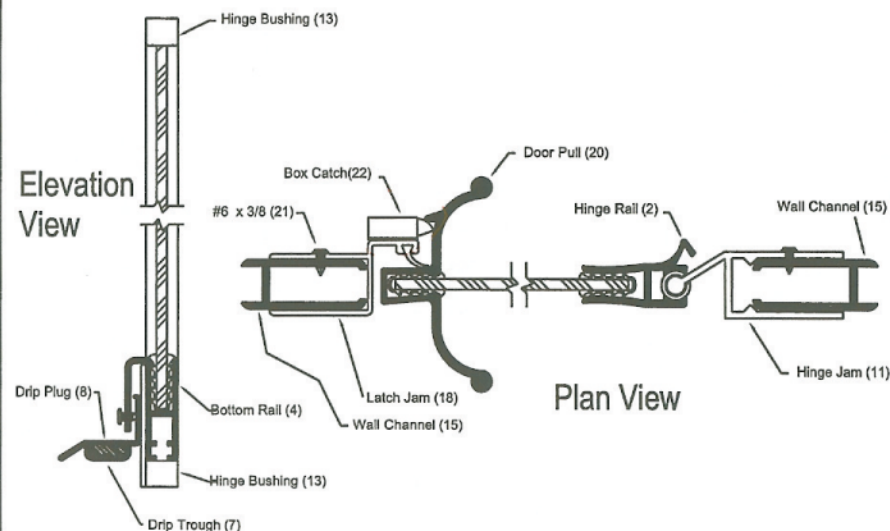 Hinge Bushing (13)
Elevation
View
Drip Plug (8)
Bottom Rail (4)
Hinge Bushing (13)
Drip Trough (7)
Door Pull (20)
Box Catch(22)
#6 x 3/8 (21)
Hinge Rail (2)
Wall Channel (15)
Latch Jam (18)
Wall Channel (15)
Hinge Jam (11)
Plan View